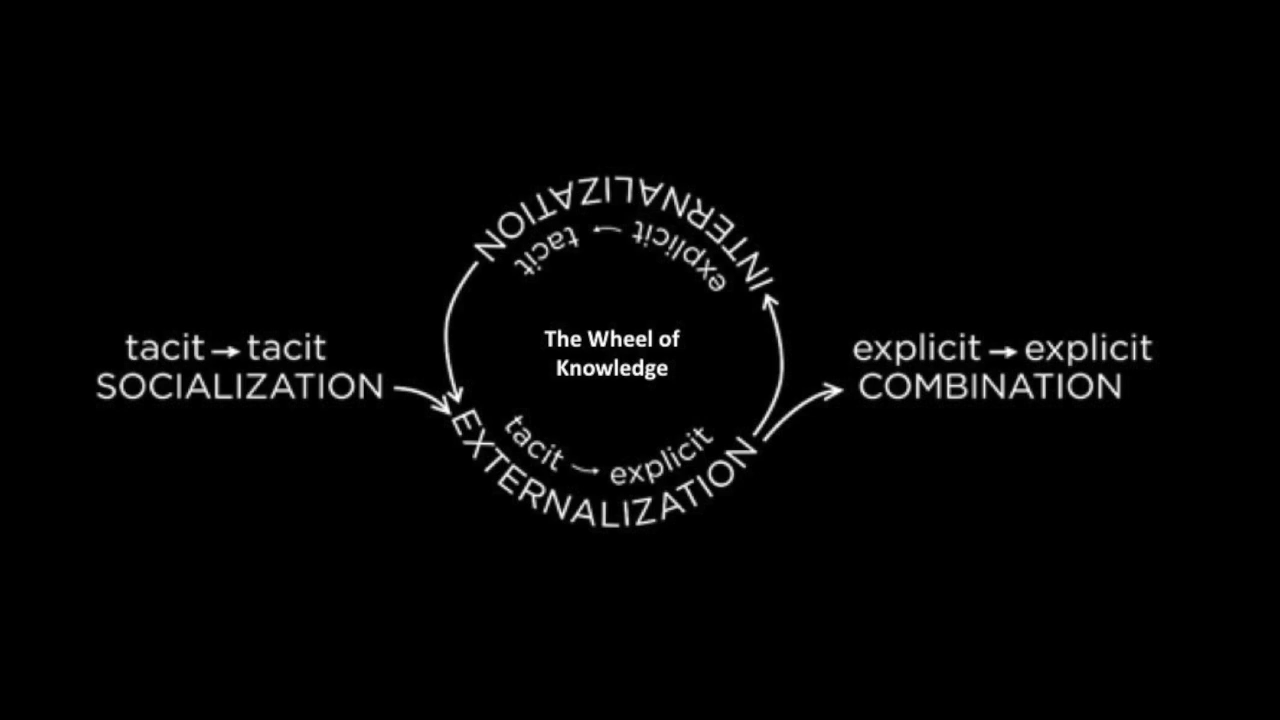 INTERNALIZATION
explicit → tacit
The Wheel of
Knowledge
tacit → tacit
SOCIALIZATION
explicit → explicit
COMBINATION
tacit → explicit
EXTERNALIZATION